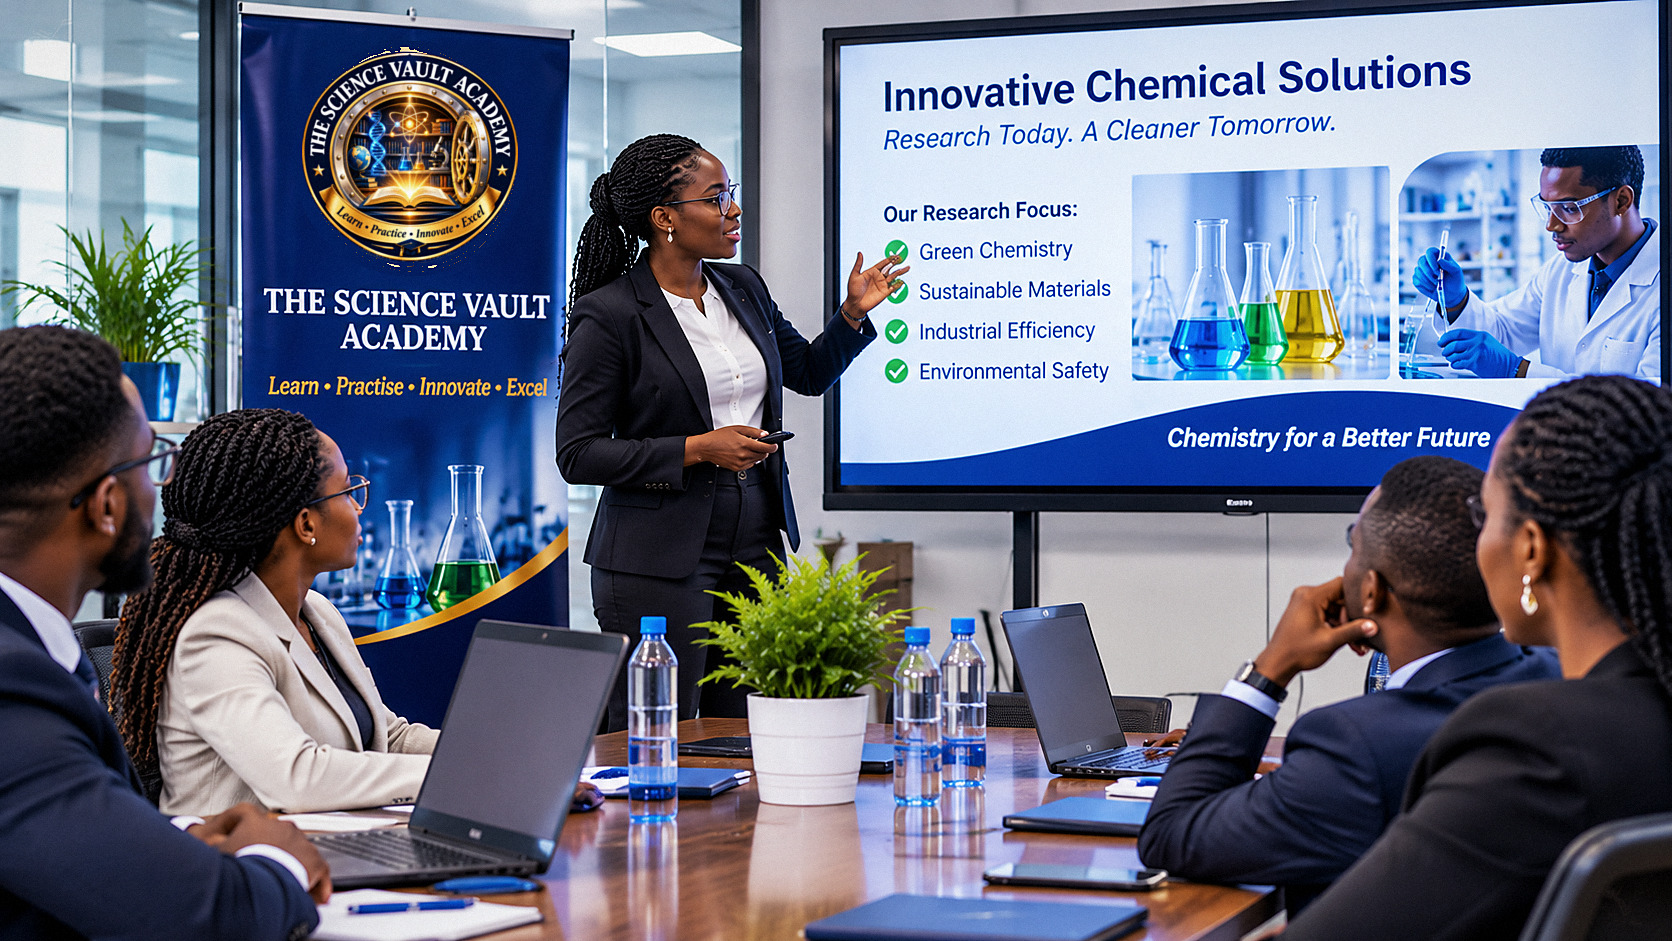 THE SCIENCE VAULT ACADEMY
Learn • Practice • Innovate • Excel
THE SCIENCE VAULT
ACADEMY
Learn • Practise • Innovate • Excel
Innovative Chemical Solutions
Research Today. A Cleaner Tomorrow.
Our Research Focus:
Green Chemistry
Sustainable Materials
Industrial Efficiency
Environmental Safety
Chemistry for a Better Future